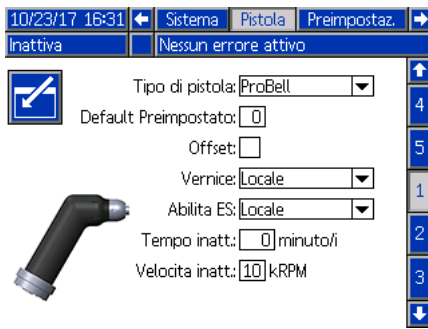 10/23/17 16:31 Sistema Pistola Preimpostaz.
Inattiva Nessun errore attivo
Tipo di pistola: ProBell
Default Preimpostato: 0
Offset:
Vernice: Locale
Abilita ES: Locale
Tempo inatt.: 0 minuto/i
Velocita inatt.: 10 kRPM
4
5
1
2
3